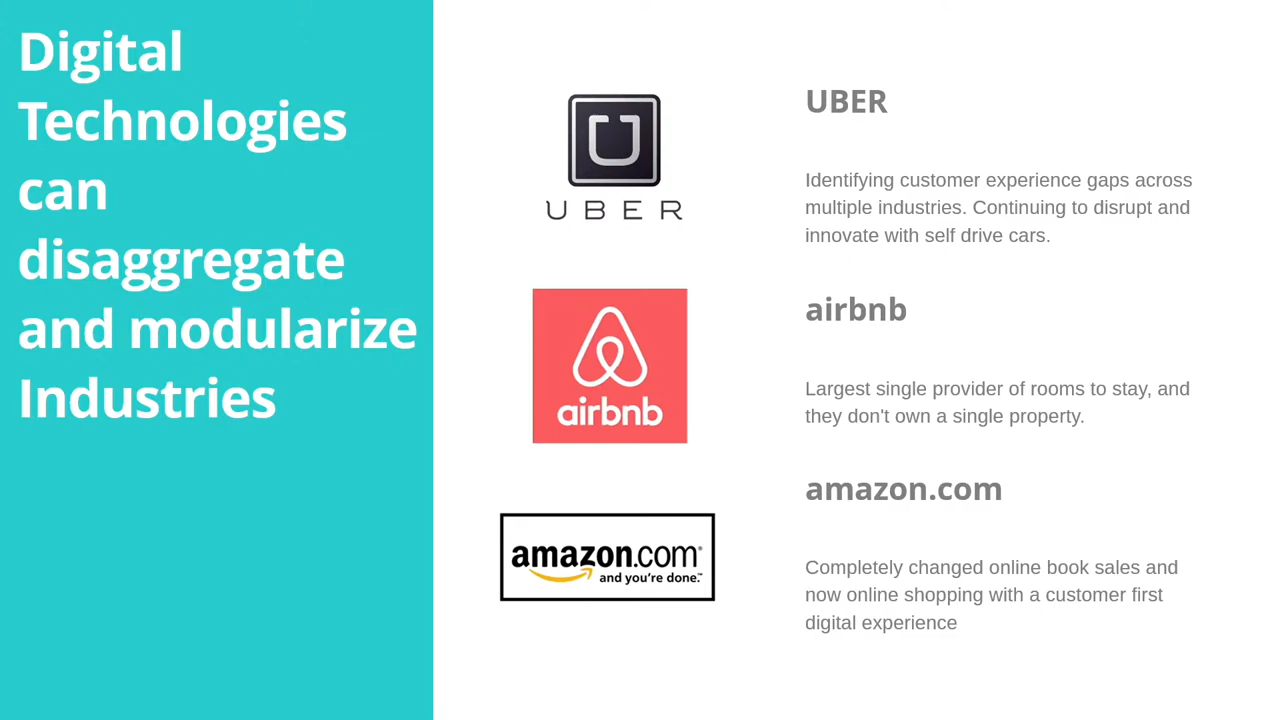 Digital
Technologies
can
disaggregate
and modularize
Industries
UBER
UBER
Identifying customer experience gaps across
multiple industries. Continuing to disrupt and
innovate with self drive cars.
airbnb
airbnb
Largest single provider of rooms to stay, and
they don't own a single property.
amazon.com®
and you're done.™
amazon.com
Completely changed online book sales and
now online shopping with a customer first
digital experience